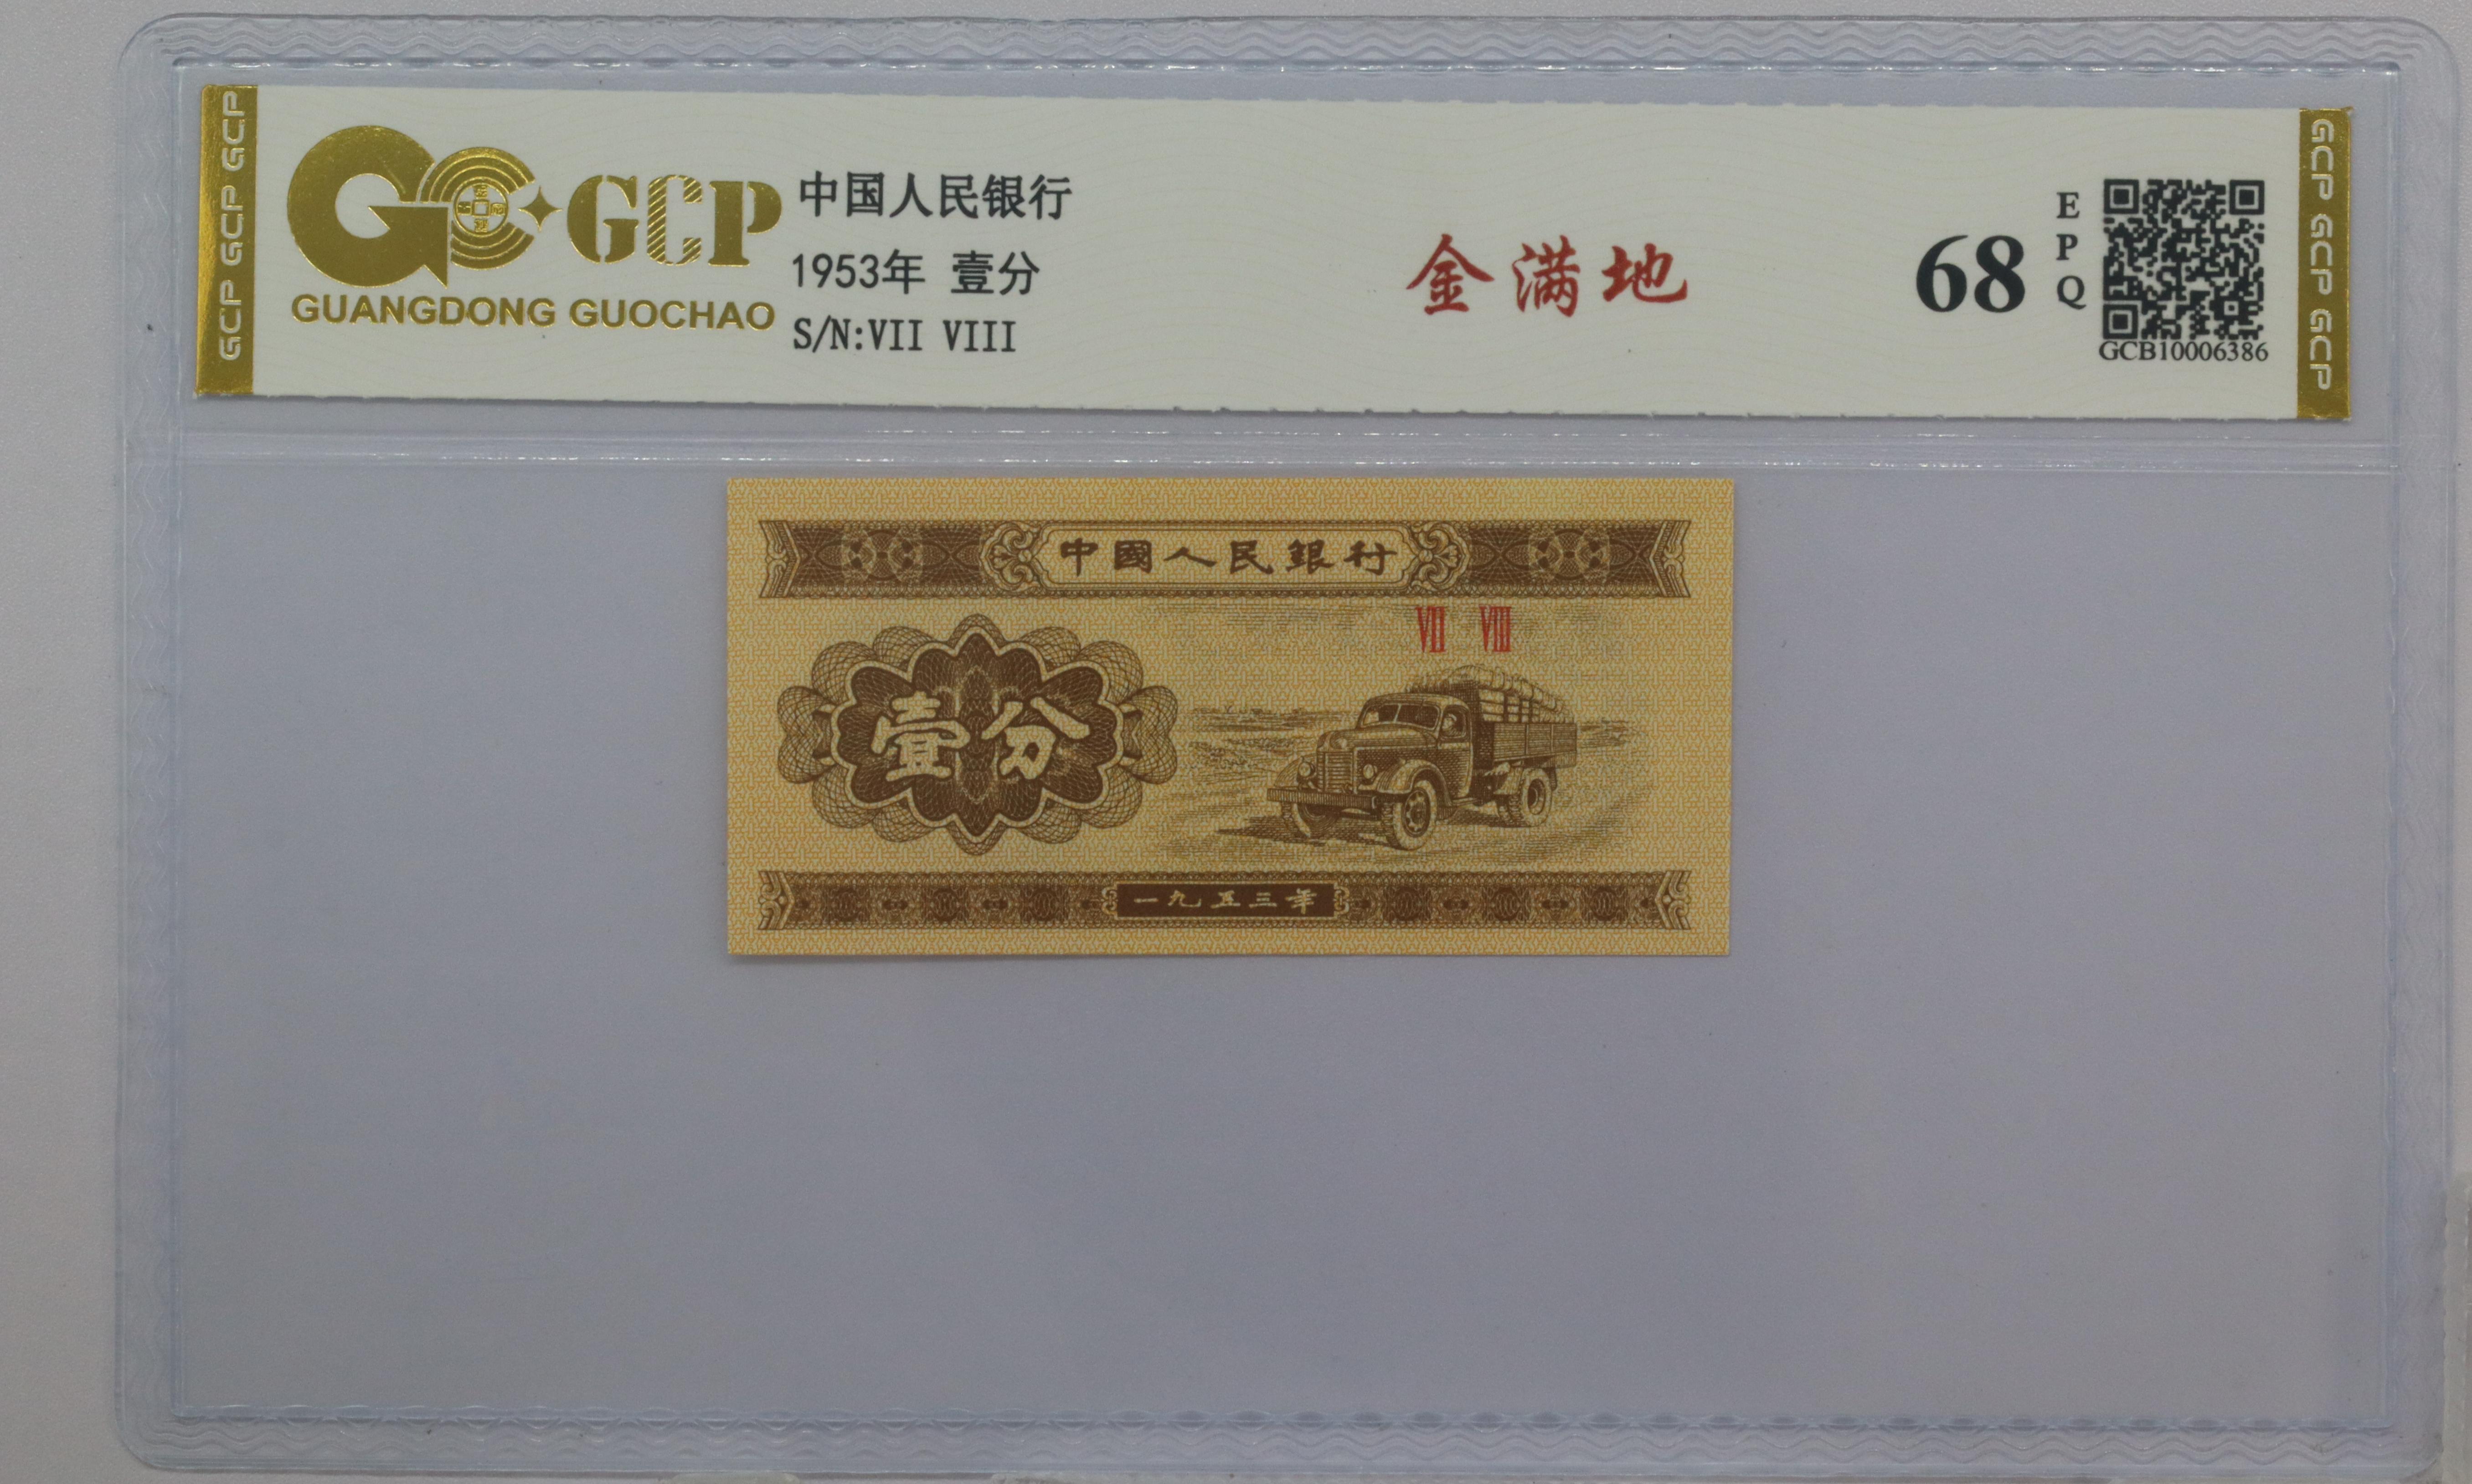 GCP GCP GCP
GCP
GUANGDONG GUOCHAO
中国人民银行
1953年 壹分
S/N:VII VIII
金满地
68
EPQ
GCB10006386
GCP GCP GCP
中國人民銀行
VII VIII
壹分
一九五三年